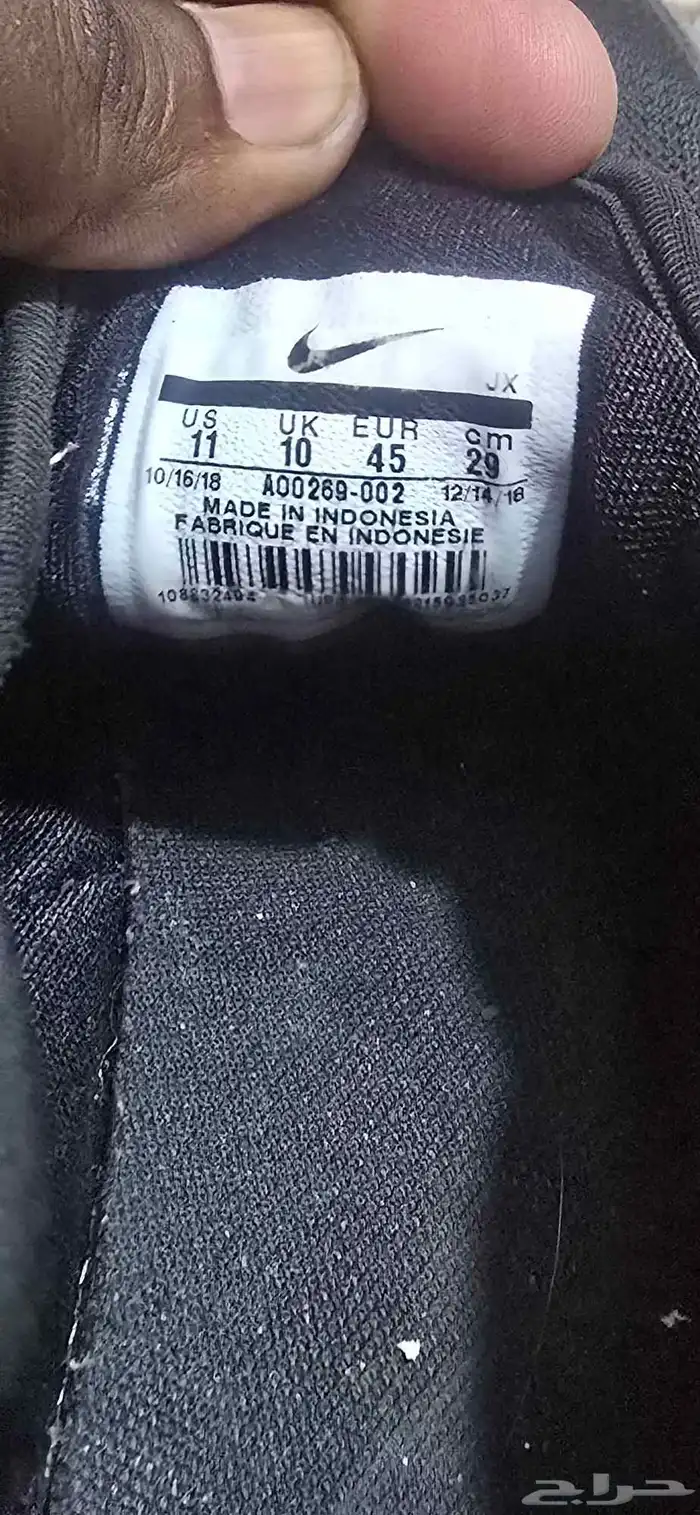 JX
US UK EUR cm
11 10 45 29
10/16/18 AO0269-002 12/14/18
MADE IN INDONESIA
FABRIQUE EN INDONESIE
حراج